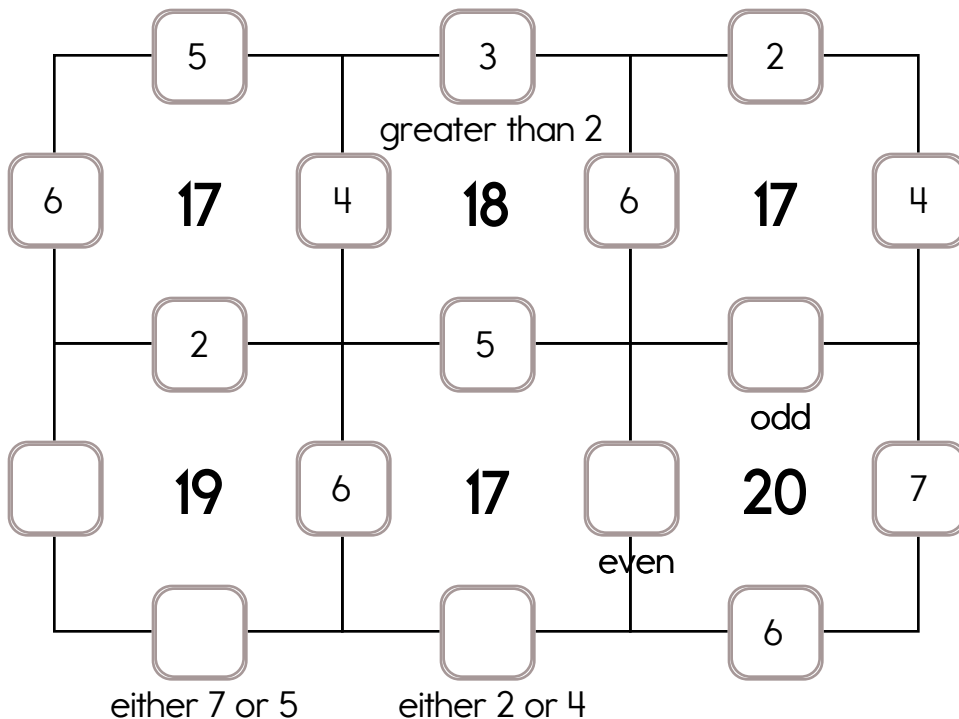 5 3 2
greater than 2
6 17 4 18 6 17 4
2 5
odd
19 6 17 20 7
even
6
either 7 or 5 either 2 or 4